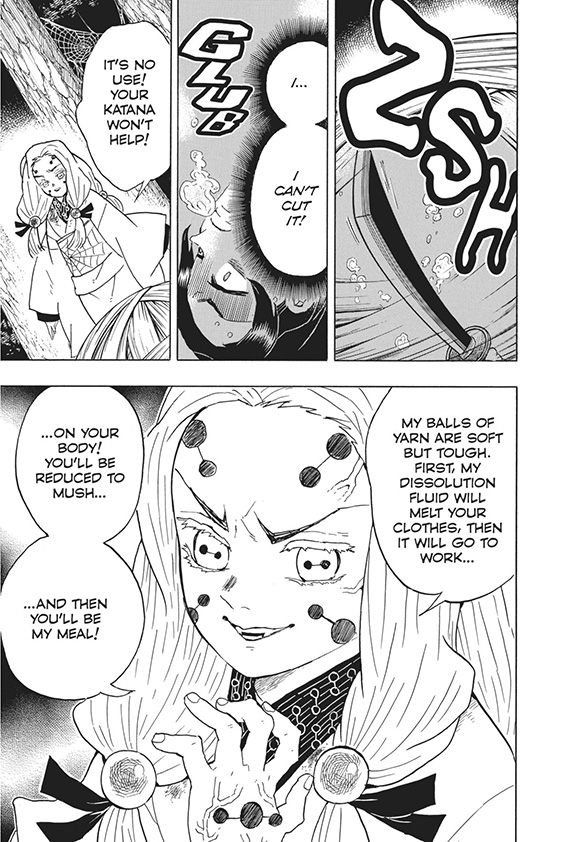 ZSH
I...
I
CAN'T
CUT
IT!
GLUB
IT'S NO
USE!
YOUR
KATANA
WON'T
HELP!
MY BALLS OF
YARN ARE SOFT
BUT TOUGH.
FIRST, MY
DISSOLUTION
FLUID WILL
MELT YOUR
CLOTHES, THEN
IT WILL GO TO
WORK...
...ON YOUR
BODY!
YOU'LL BE
REDUCED TO
MUSH...
...AND THEN
YOU'LL BE
MY MEAL!